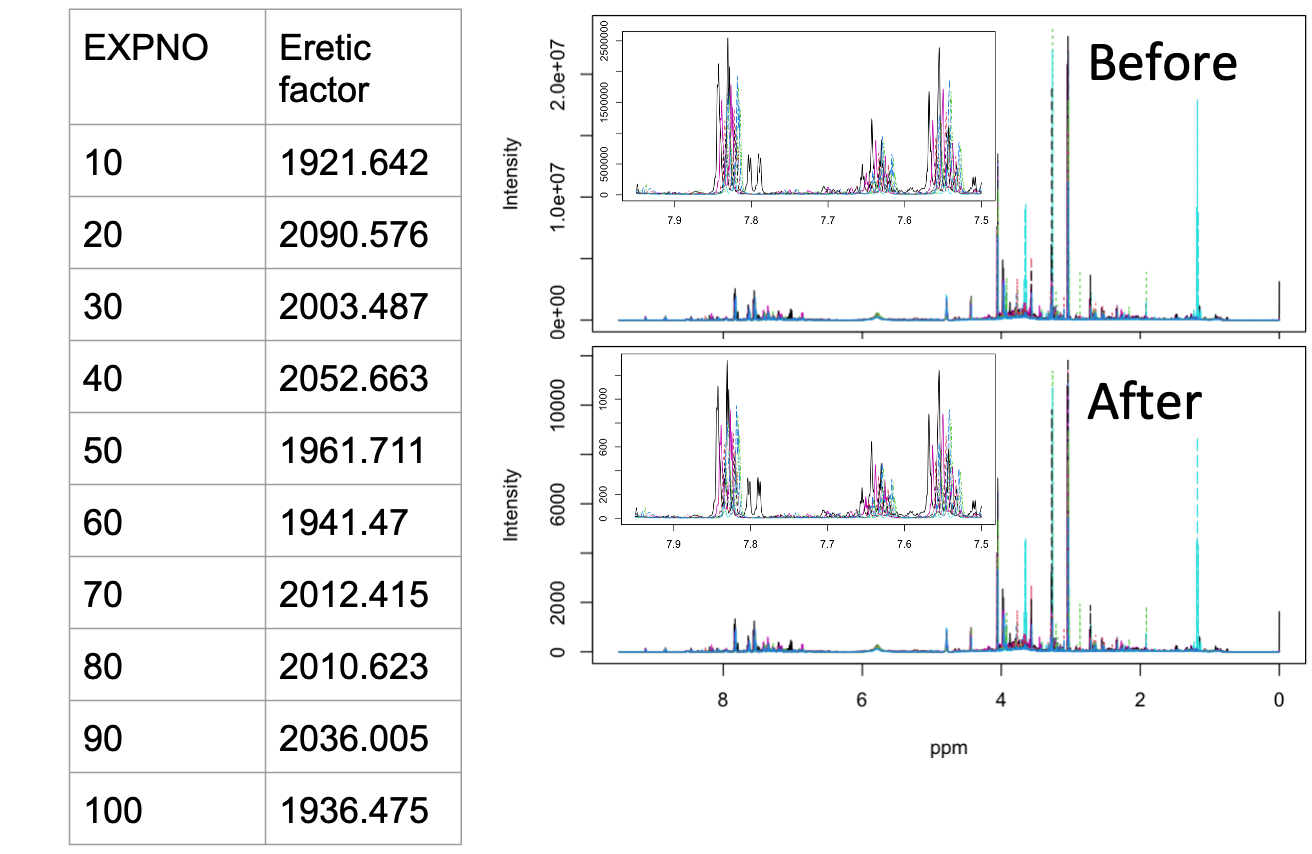 EXPNO Eretic
factor
10 1921.642
20 2090.576
30 2003.487
40 2052.663
50 1961.711
60 1941.47
70 2012.415
80 2010.623
90 2036.005
100 1936.475
Before
Intensity
0e+00 1.0e+07 2.0e+07
0 500000 1500000 2500000
7.9 7.8 7.7 7.6 7.5
After
Intensity
0 2000 6000 10000
0 200 600 1000
7.9 7.8 7.7 7.6 7.5
8 6 4 2 0
ppm